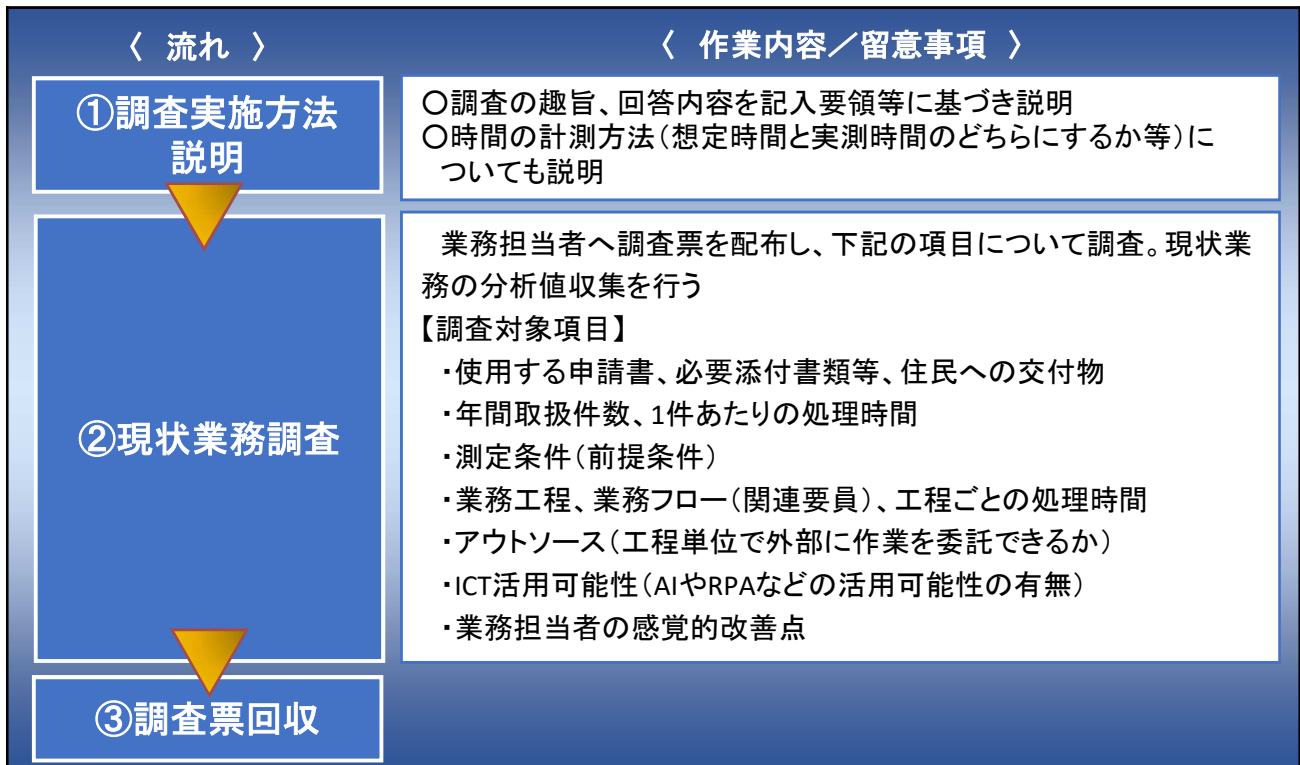 〈 流れ 〉
〈 作業内容／留意事項 〉
①調査実施方法
説明
〇調査の趣旨、回答内容を記入要領等に基づき説明
〇時間の計測方法（想定時間と実測時間のどちらにするか等）に
ついても説明
②現状業務調査
業務担当者へ調査票を配布し、下記の項目について調査。現状業
務の分析値収集を行う
【調査対象項目】
・使用する申請書、必要添付書類等、住民への交付物
・年間取扱件数、1件あたりの処理時間
・測定条件（前提条件）
・業務工程、業務フロー（関連要員）、工程ごとの処理時間
・アウトソース（工程単位で外部に作業を委託できるか）
・ICT活用可能性（AIやRPAなどの活用可能性の有無）
・業務担当者の感覚的改善点
③調査票回収